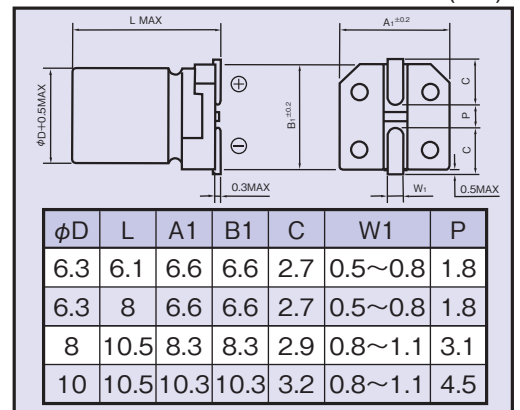 L MAX
A1±0.2
φD+0.5MAX
B1±0.2
C
P
C
0.3MAX
W1
0.5MAX
φD L A1 B1 C W1 P
6.3 6.1 6.6 6.6 2.7 0.5~0.8 1.8
6.3 8 6.6 6.6 2.7 0.5~0.8 1.8
8 10.5 8.3 8.3 2.9 0.8~1.1 3.1
10 10.5 10.3 10.3 3.2 0.8~1.1 4.5